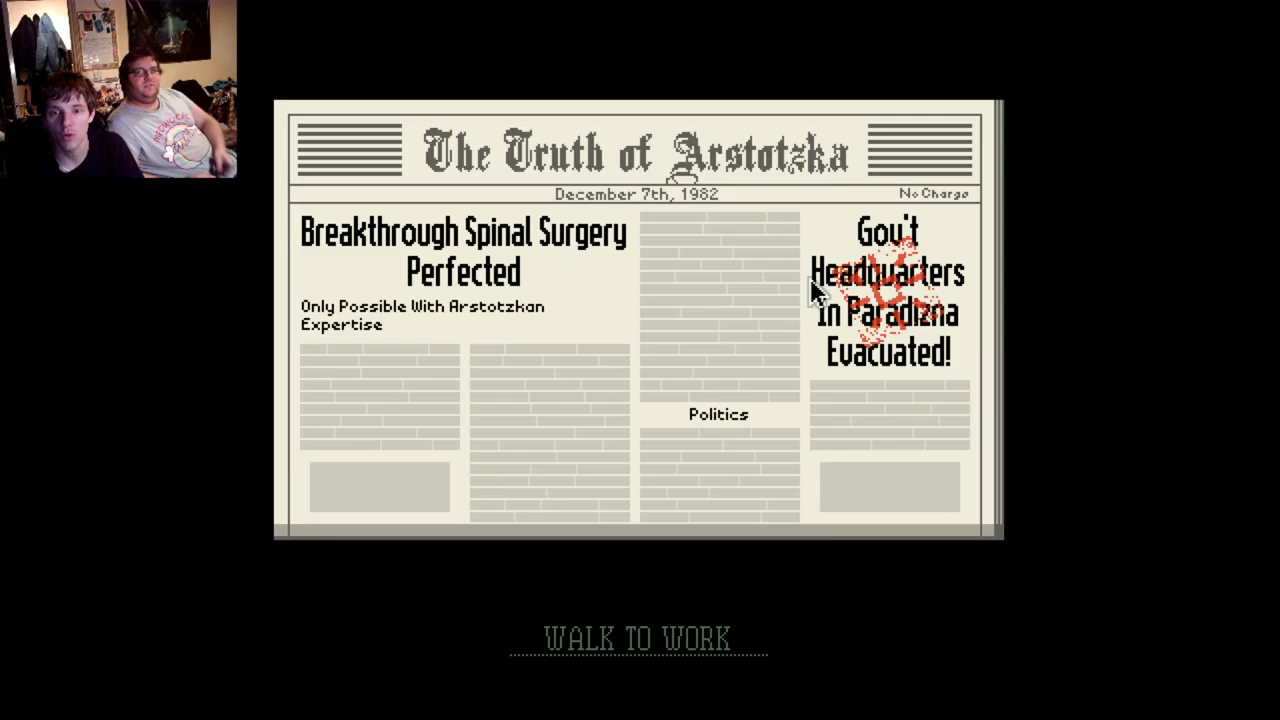 The Truth of Arstotzka
December 7th, 1982
No Charge
Breakthrough Spinal Surgery
Perfected
Only Possible With Arstotzkan
Expertise
Politics
Gov't
Headquarters
In Paradizna
Evacuated!
WALK TO WORK